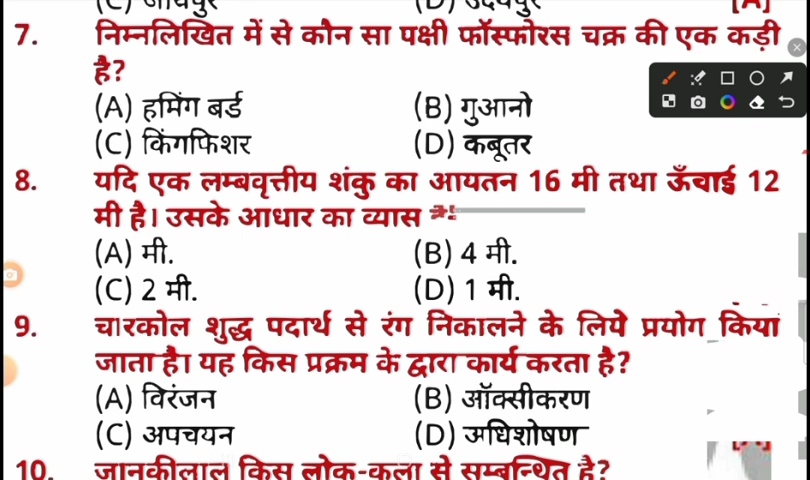 (C) जोधपुर (D) उदयपुर [A]
7. निम्नलिखित में से कौन सा पक्षी फॉस्फोरस चक्र की एक कड़ी
है?
(A) हमिंग बर्ड (B) गुआनो
(C) किंगफिशर (D) कबूतर
8. यदि एक लम्बवृत्तीय शंकु का आयतन 16 मी तथा ऊँचाई 12
मी है। उसके आधार का व्यास
(A) मी. (B) 4 मी.
(C) 2 मी. (D) 1 मी.
9. चारकोल शुद्ध पदार्थ से रंग निकालने के लिये प्रयोग किया
जाता है। यह किस प्रक्रम के द्वारा कार्य करता है?
(A) विरंजन (B) ऑक्सीकरण
(C) अपचयन (D) अधिशोषण
10. जानकीलाल किस लोक-कला से सम्बन्धित है?